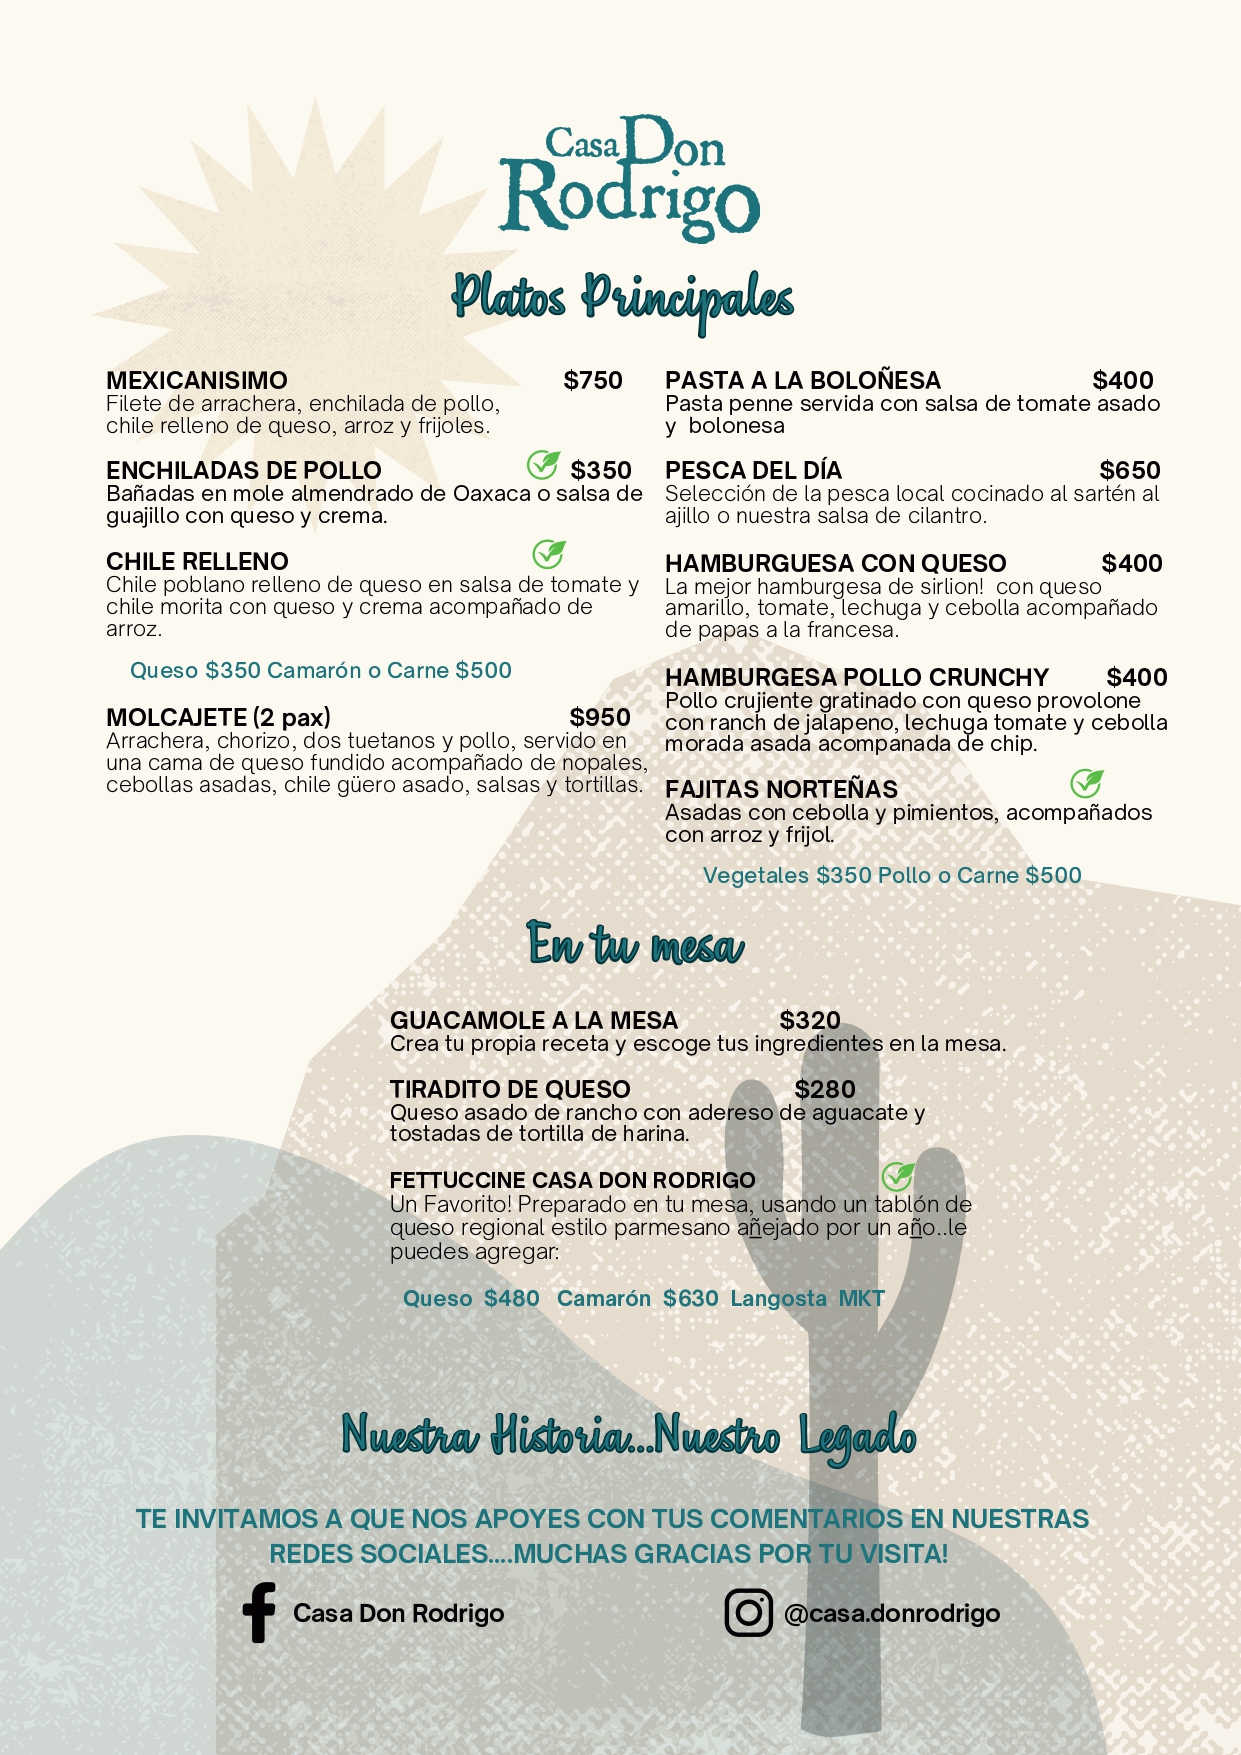 Casa Don
Rodrigo
Platos Principales
MEXICANISIMO $750
Filete de arrachera, enchilada de pollo,
chile relleno de queso, arroz y frijoles.
ENCHILADAS DE POLLO $350
Bañadas en mole almendrado de Oaxaca o salsa de
guajillo con queso y crema.
CHILE RELLENO
Chile poblano relleno de queso en salsa de tomate y
chile morita con queso y crema acompañado de
arroz.
Queso $350 Camarón o Carne $500
MOLCAJETE (2 pax) $950
Arrachera, chorizo, dos tuetanos y pollo, servido en
una cama de queso fundido acompañado de nopales,
cebollas asadas, chile güero asado, salsas y tortillas.
PASTA A LA BOLOÑESA $400
Pasta penne servida con salsa de tomate asado
y  bolonesa
PESCA DEL DÍA $650
Selección de la pesca local cocinado al sartén al
ajillo o nuestra salsa de cilantro.
HAMBURGUESA CON QUESO $400
La mejor hamburgesa de sirlion!  con queso
amarillo, tomate, lechuga y cebolla acompañado
de papas a la francesa.
HAMBURGESA POLLO CRUNCHY $400
Pollo crujiente gratinado con queso provolone
con ranch de jalapeno, lechuga tomate y cebolla
morada asada acompanada de chip.
FAJITAS NORTEÑAS
Asadas con cebolla y pimientos, acompañados
con arroz y frijol.
Vegetales $350 Pollo o Carne $500
En tu mesa
GUACAMOLE A LA MESA $320
Crea tu propia receta y escoge tus ingredientes en la mesa.
TIRADITO DE QUESO $280
Queso asado de rancho con adereso de aguacate y
tostadas de tortilla de harina.
FETTUCCINE CASA DON RODRIGO
Un Favorito! Preparado en tu mesa, usando un tablón de
queso regional estilo parmesano añejado por un año..le
puedes agregar:
Queso $480 Camarón $630 Langosta MKT
Nuestra Historia...Nuestro Legado
TE INVITAMOS A QUE NOS APOYES CON TUS COMENTARIOS EN NUESTRAS
REDES SOCIALES....MUCHAS GRACIAS POR TU VISITA!
Casa Don Rodrigo
@casa.donrodrigo